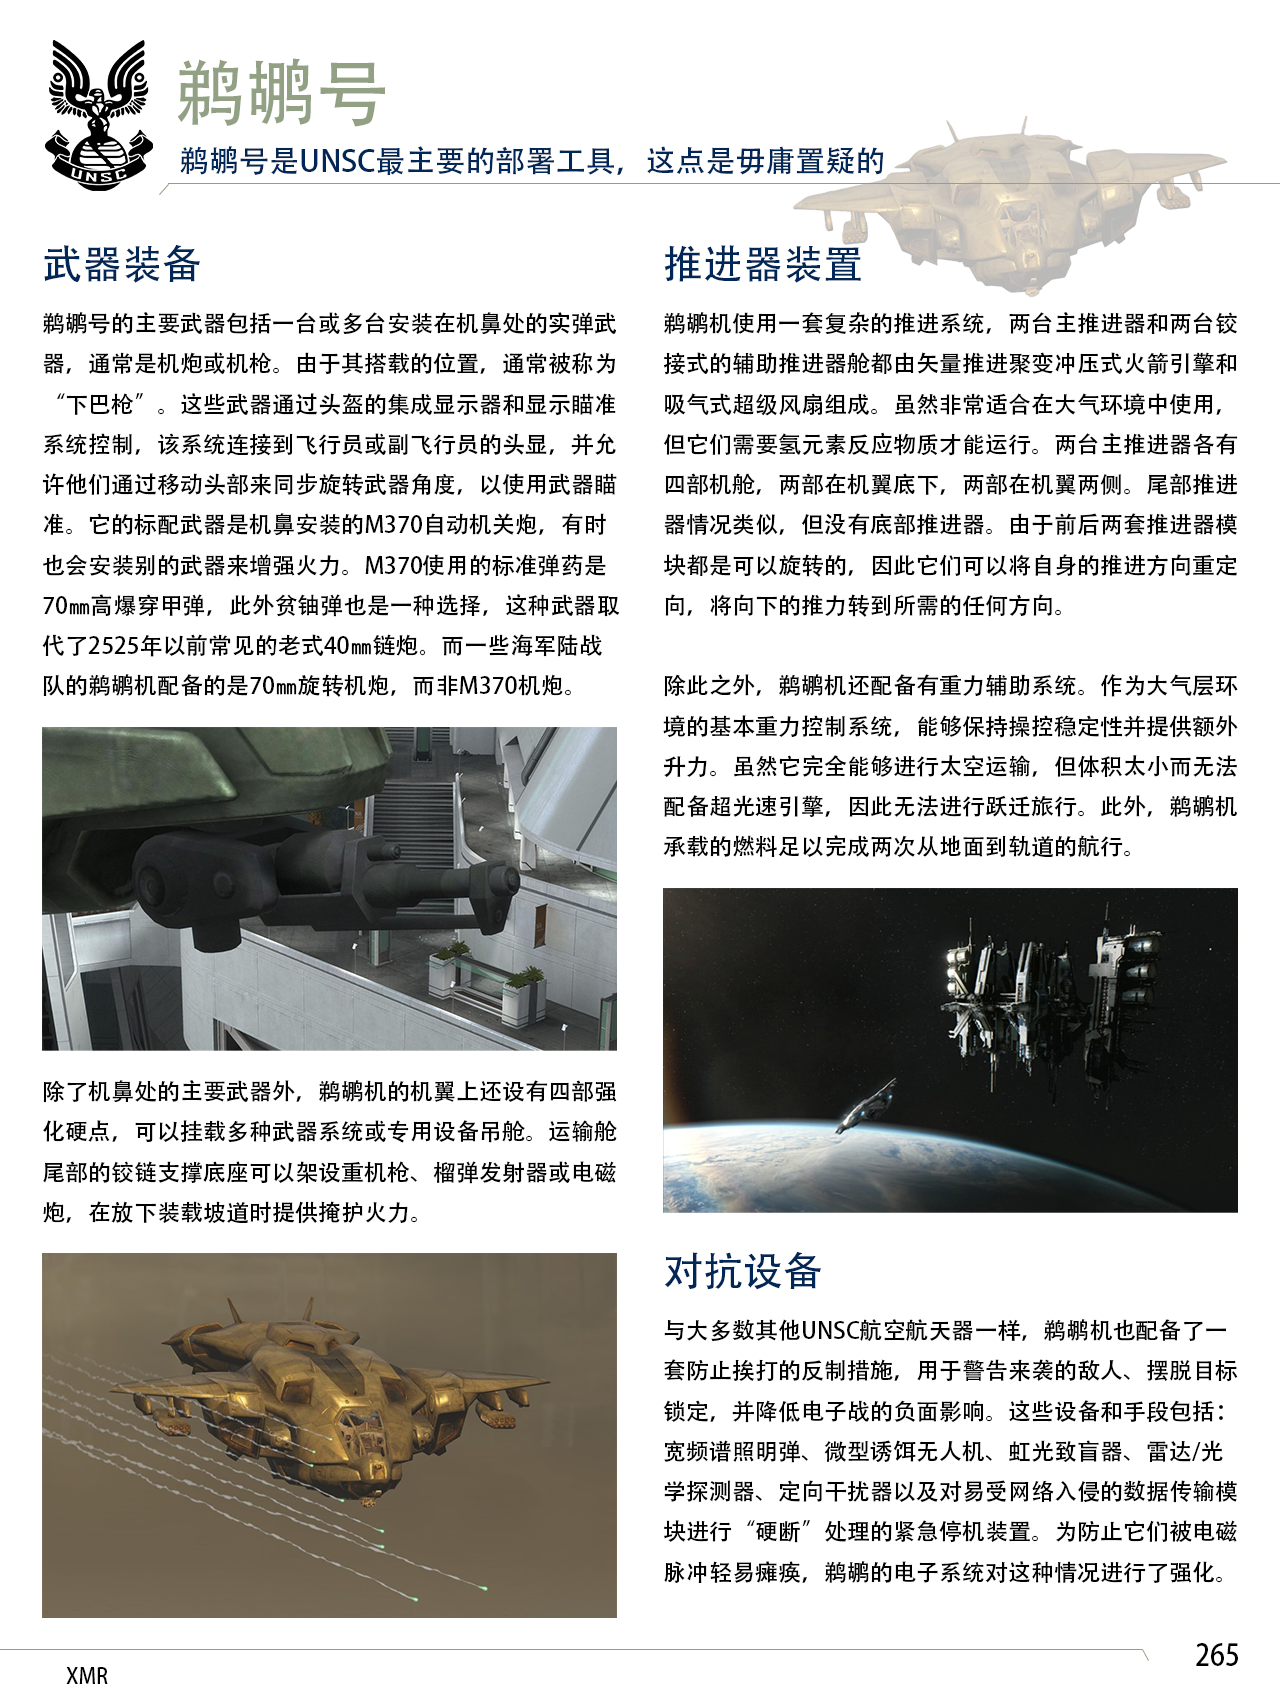 UNSC
鹈鹕号
鹈鹕号是UNSC最主要的部署工具，这点是毋庸置疑的
武器装备
鹈鹕号的主要武器包括一台或多台安装在机鼻处的实弹武
器，通常是机炮或机枪。由于其搭载的位置，通常被称为
“下巴枪”。这些武器通过头盔的集成显示器和显示瞄准
系统控制，该系统连接到飞行员或副飞行员的头显，并允
许他们通过移动头部来同步旋转武器角度，以使用武器瞄
准。它的标配武器是机鼻安装的M370自动机关炮，有时
也会安装别的武器来增强火力。M370使用的标准弹药是
70㎜高爆穿甲弹，此外贫铀弹也是一种选择，这种武器取
代了2525年以前常见的老式40㎜链炮。而一些海军陆战
队的鹈鹕机配备的是70㎜旋转机炮，而非M370机炮。
除了机鼻处的主要武器外，鹈鹕机的机翼上还设有四部强
化硬点，可以挂载多种武器系统或专用设备吊舱。运输舱
尾部的铰链支撑底座可以架设重机枪、榴弹发射器或电磁
炮，在放下装载坡道时提供掩护火力。
推进器装置
鹈鹕机使用一套复杂的推进系统，两台主推进器和两台铰
接式的辅助推进器舱都由矢量推进聚变冲压式火箭引擎和
吸气式超级风扇组成。虽然非常适合在大气环境中使用，
但它们需要氢元素反应物质才能运行。两台主推进器各有
四部机舱，两部在机翼底下，两部在机翼两侧。尾部推进
器情况类似，但没有底部推进器。由于前后两套推进器模
块都是可以旋转的，因此它们可以将自身的推进方向重定
向，将向下的推力转到所需的任何方向。
除此之外，鹈鹕机还配备有重力辅助系统。作为大气层环
境的基本重力控制系统，能够保持操控稳定性并提供额外
升力。虽然它完全能够进行太空运输，但体积太小而无法
配备超光速引擎，因此无法进行跃迁旅行。此外，鹈鹕机
承载的燃料足以完成两次从地面到轨道的航行。
对抗设备
与大多数其他UNSC航空航天器一样，鹈鹕机也配备了一
套防止挨打的反制措施，用于警告来袭的敌人、摆脱目标
锁定，并降低电子战的负面影响。这些设备和手段包括：
宽频谱照明弹、微型诱饵无人机、虹光致盲器、雷达/光
学探测器、定向干扰器以及对易受网络入侵的数据传输模
块进行“硬断”处理的紧急停机装置。为防止它们被电磁
脉冲轻易瘫痪，鹈鹕的电子系统对这种情况进行了强化。
265
XMR